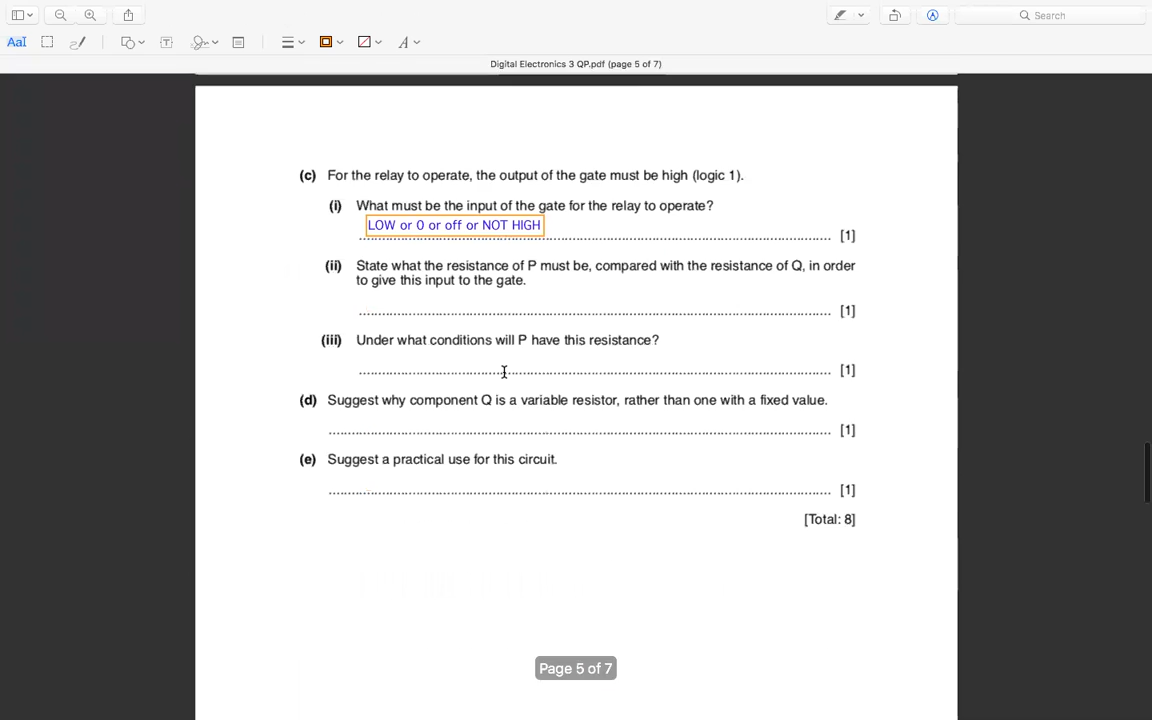 Search
AaI
Digital Electronics 3 QP.pdf (page 5 of 7)
(c) For the relay to operate, the output of the gate must be high (logic 1).
(i) What must be the input of the gate for the relay to operate?
LOW or 0 or off or NOT HIGH
[1]
(ii) State what the resistance of P must be, compared with the resistance of Q, in order
to give this input to the gate.
[1]
(iii) Under what conditions will P have this resistance?
[1]
(d) Suggest why component Q is a variable resistor, rather than one with a fixed value.
[1]
(e) Suggest a practical use for this circuit.
[1]
[Total: 8]
Page 5 of 7